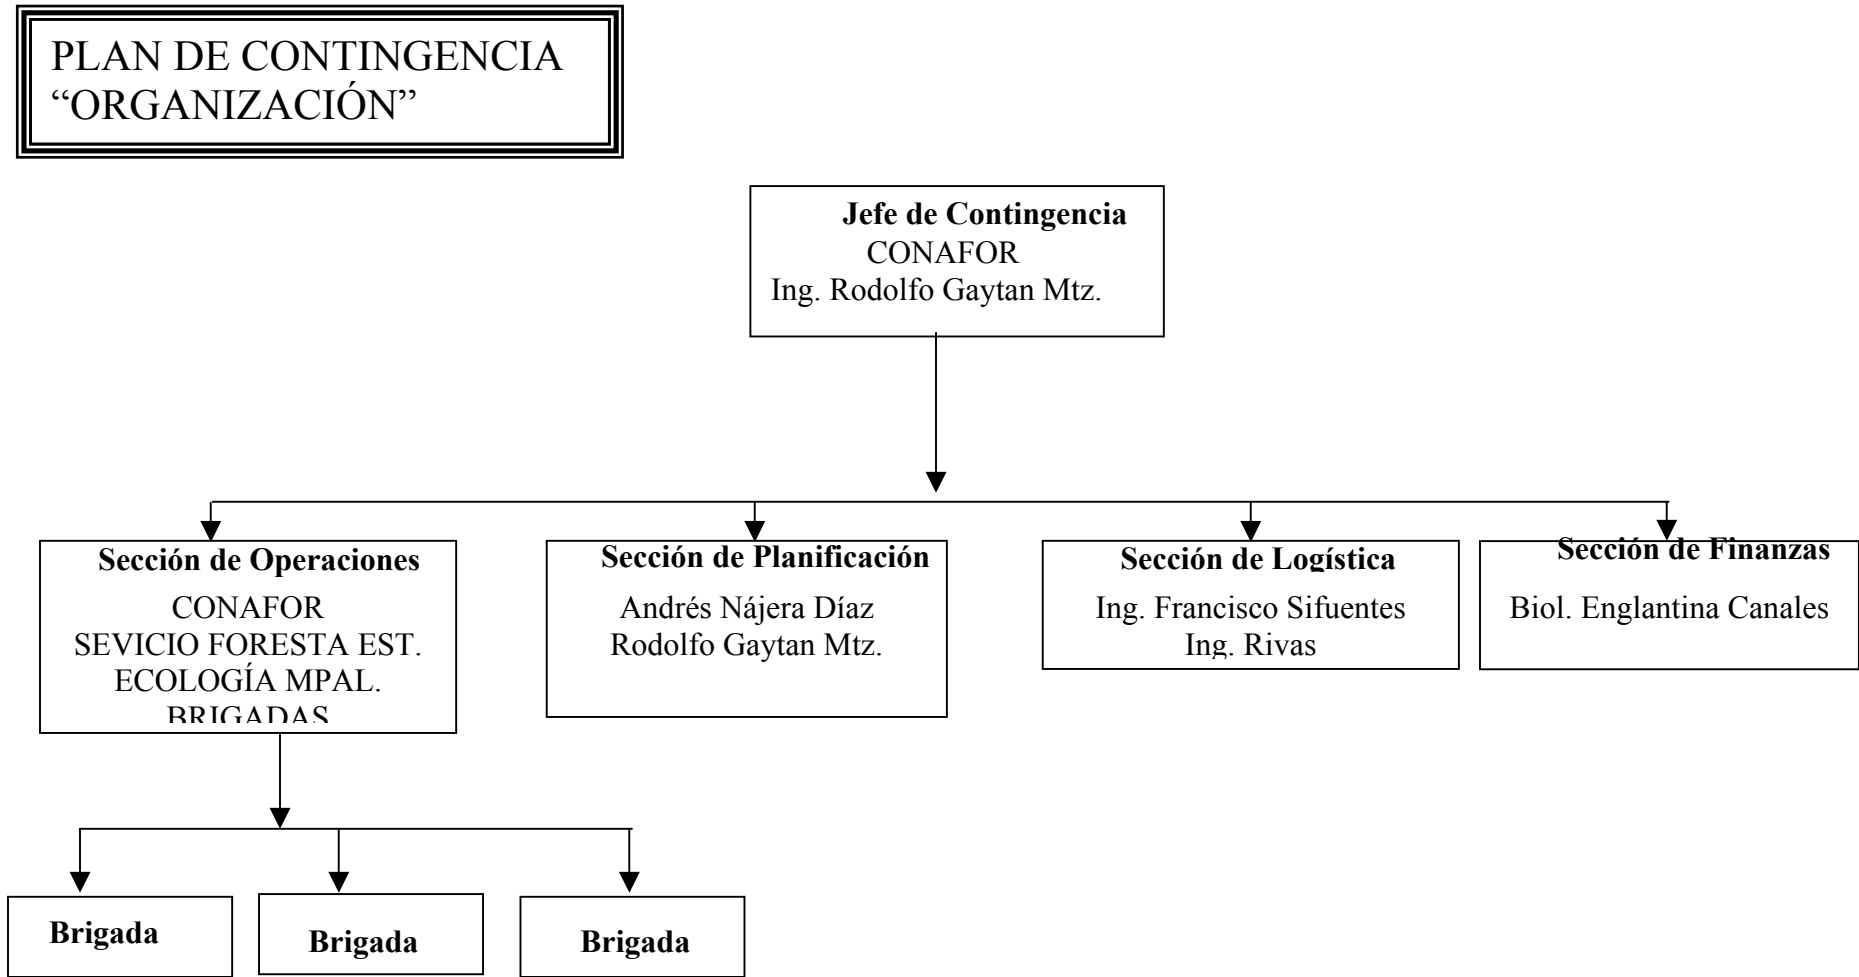 PLAN DE CONTINGENCIA
“ORGANIZACIÓN”
Jefe de Contingencia
CONAFOR
Ing. Rodolfo Gaytan Mtz.
Sección de Operaciones
CONAFOR
SEVICIO FORESTA EST.
ECOLOGÍA MPAL.
BRIGADAS
Sección de Planificación
Andrés Nájera Díaz
Rodolfo Gaytan Mtz.
Sección de Logística
Ing. Francisco Sifuentes
Ing. Rivas
Sección de Finanzas
Biol. Englantina Canales
Brigada
Brigada
Brigada